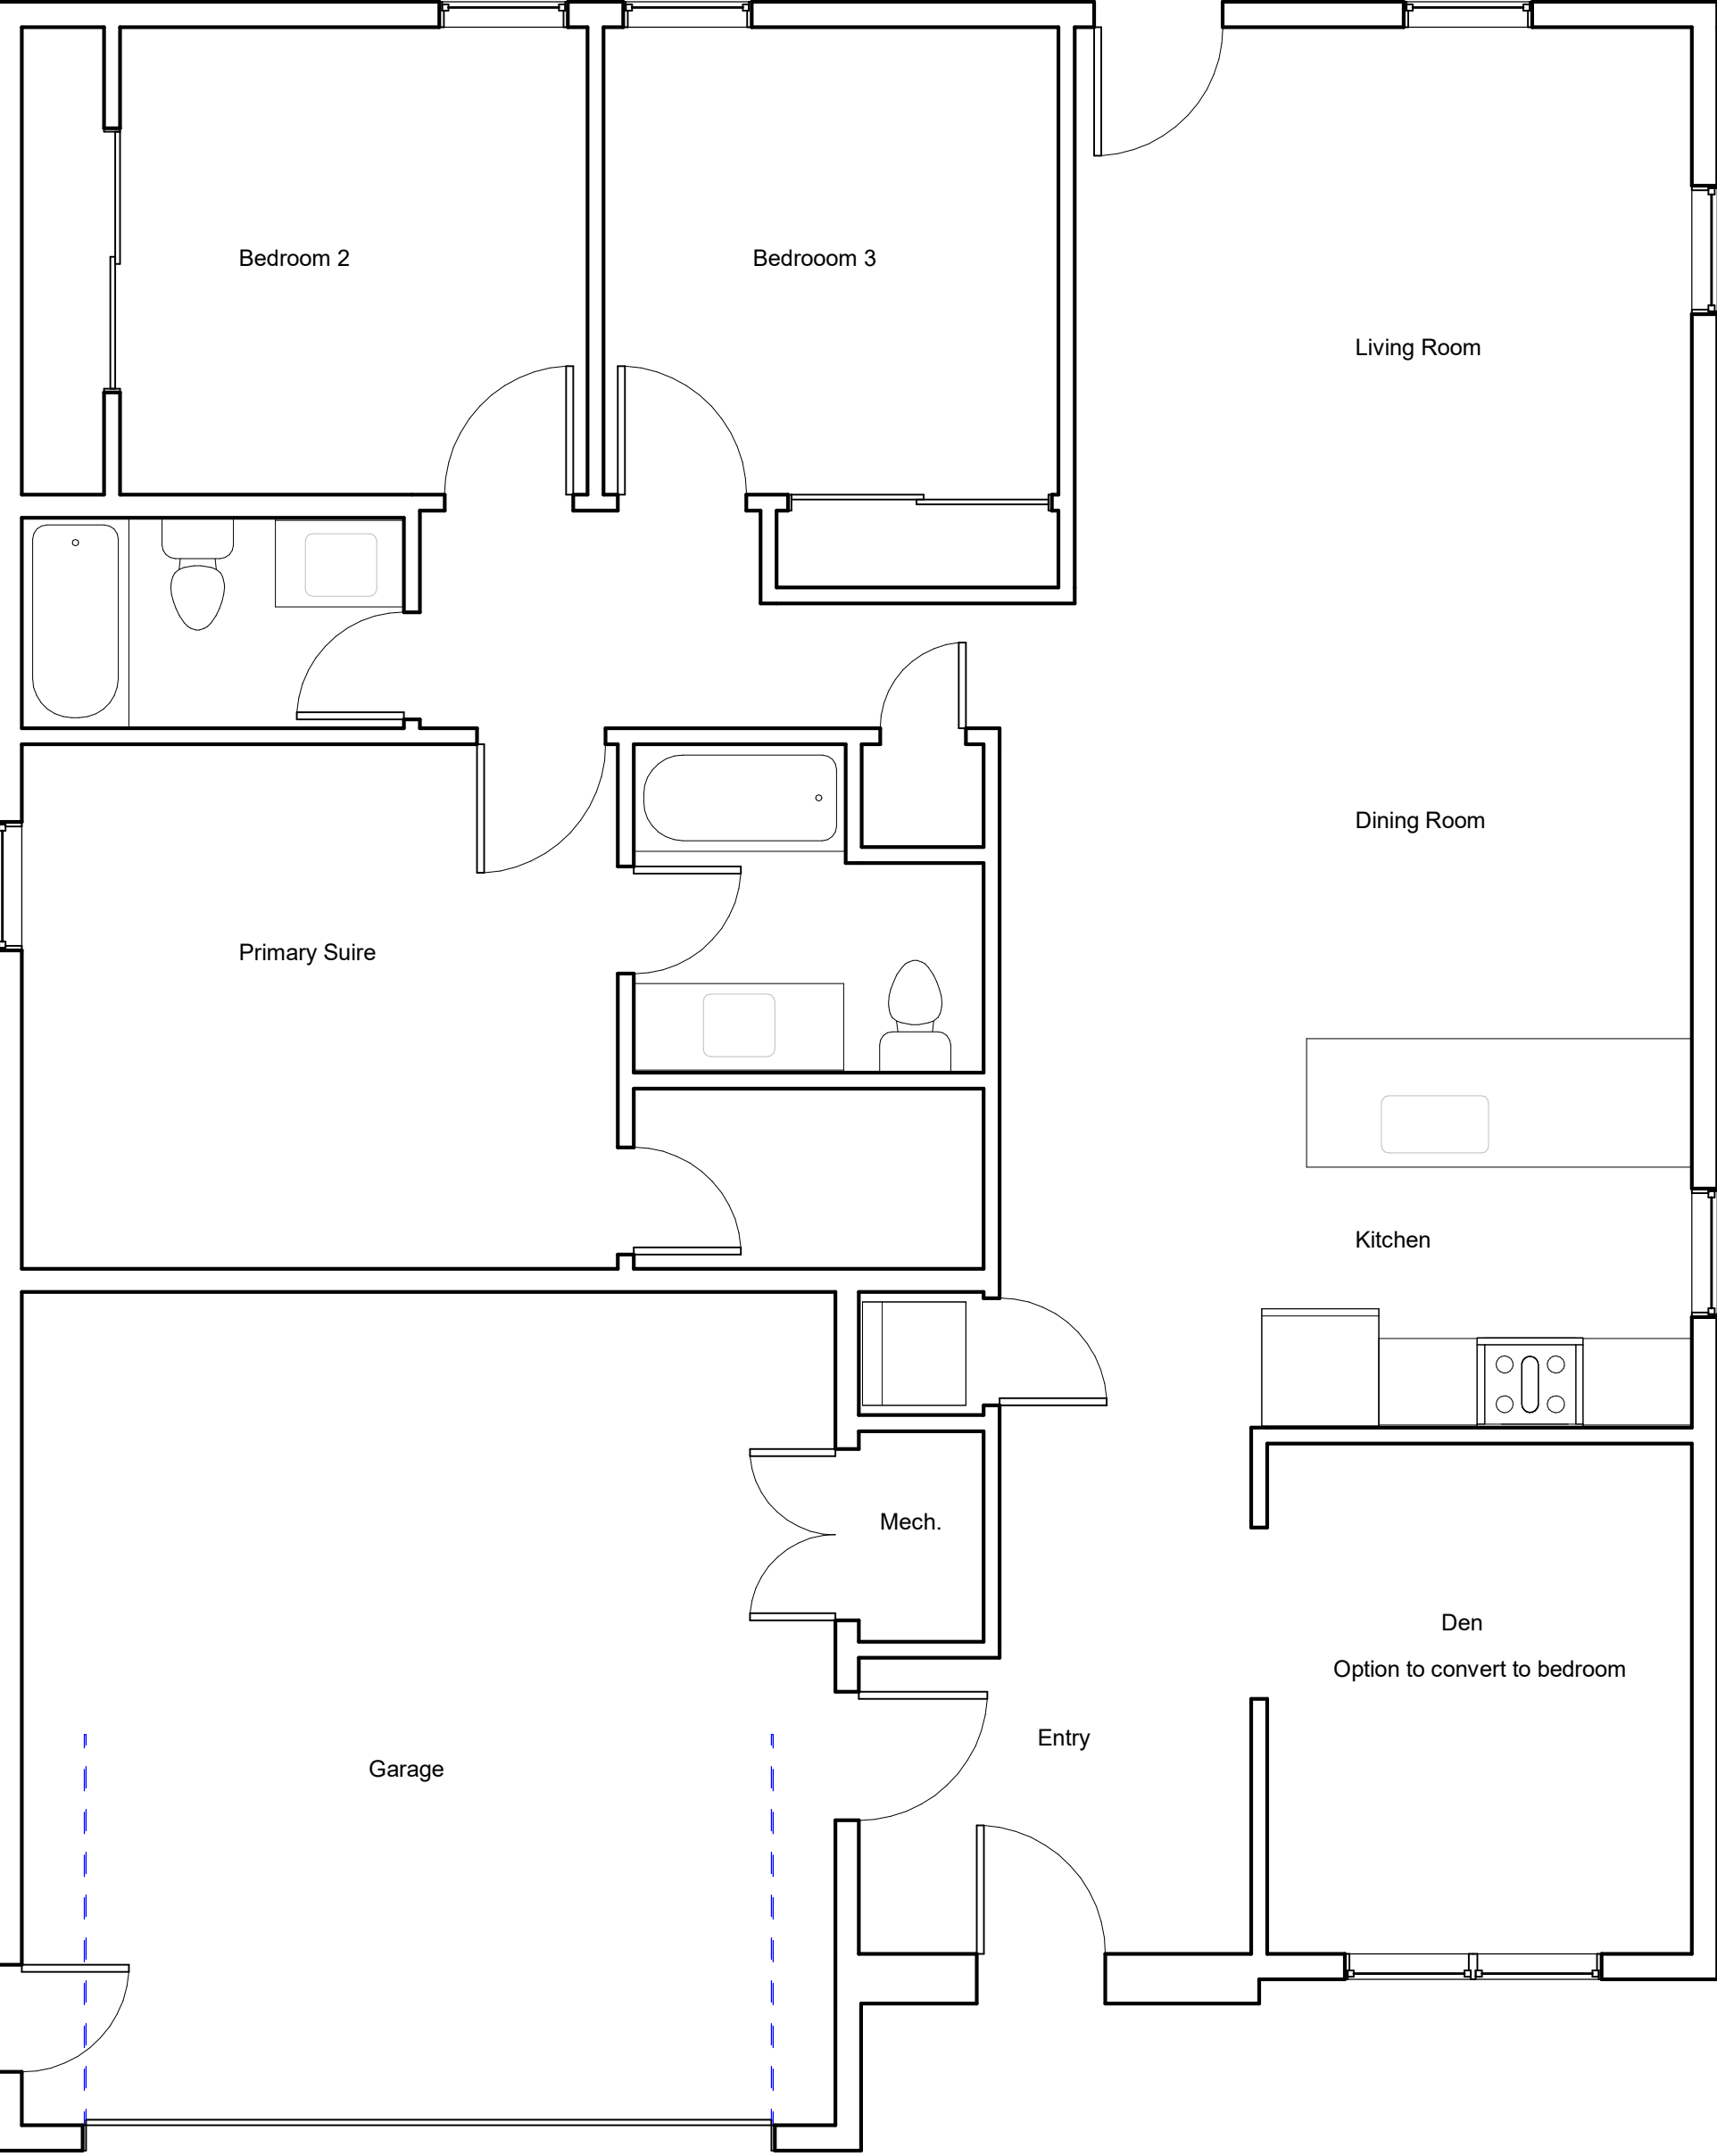 Bedroom 2
Bedrooom 3
Living Room
Dining Room
Primary Suire
Kitchen
Mech.
Den
Option to convert to bedroom
Entry
Garage